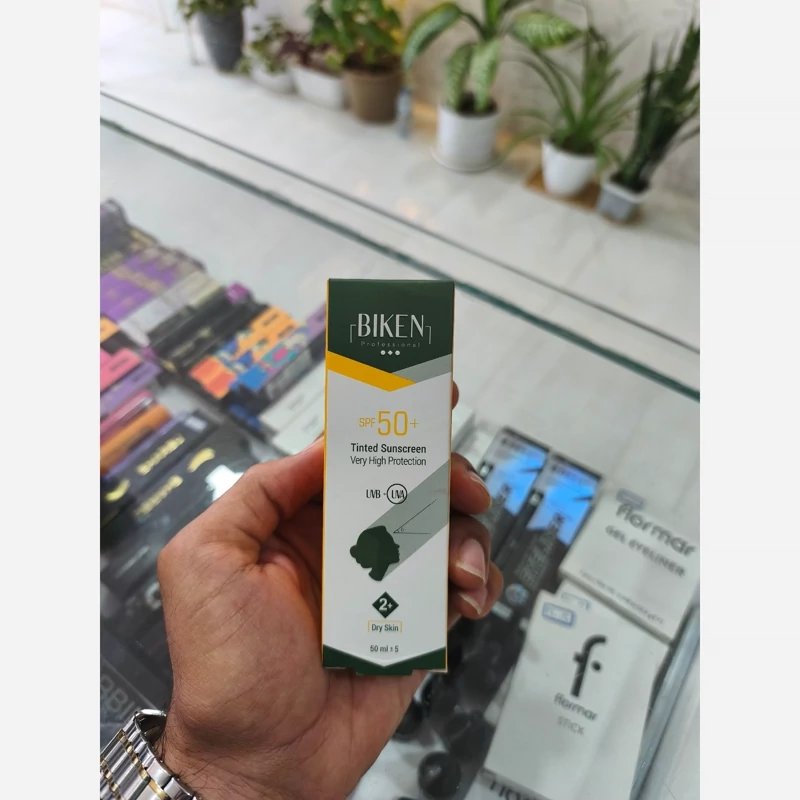 BIKEN
Professional
SPF 50+
Tinted Sunscreen
Very High Protection
UVB - UVA
2+
Dry Skin
50 ml ± 5
flormar
GEL EYELINER
f
flormar
STICK